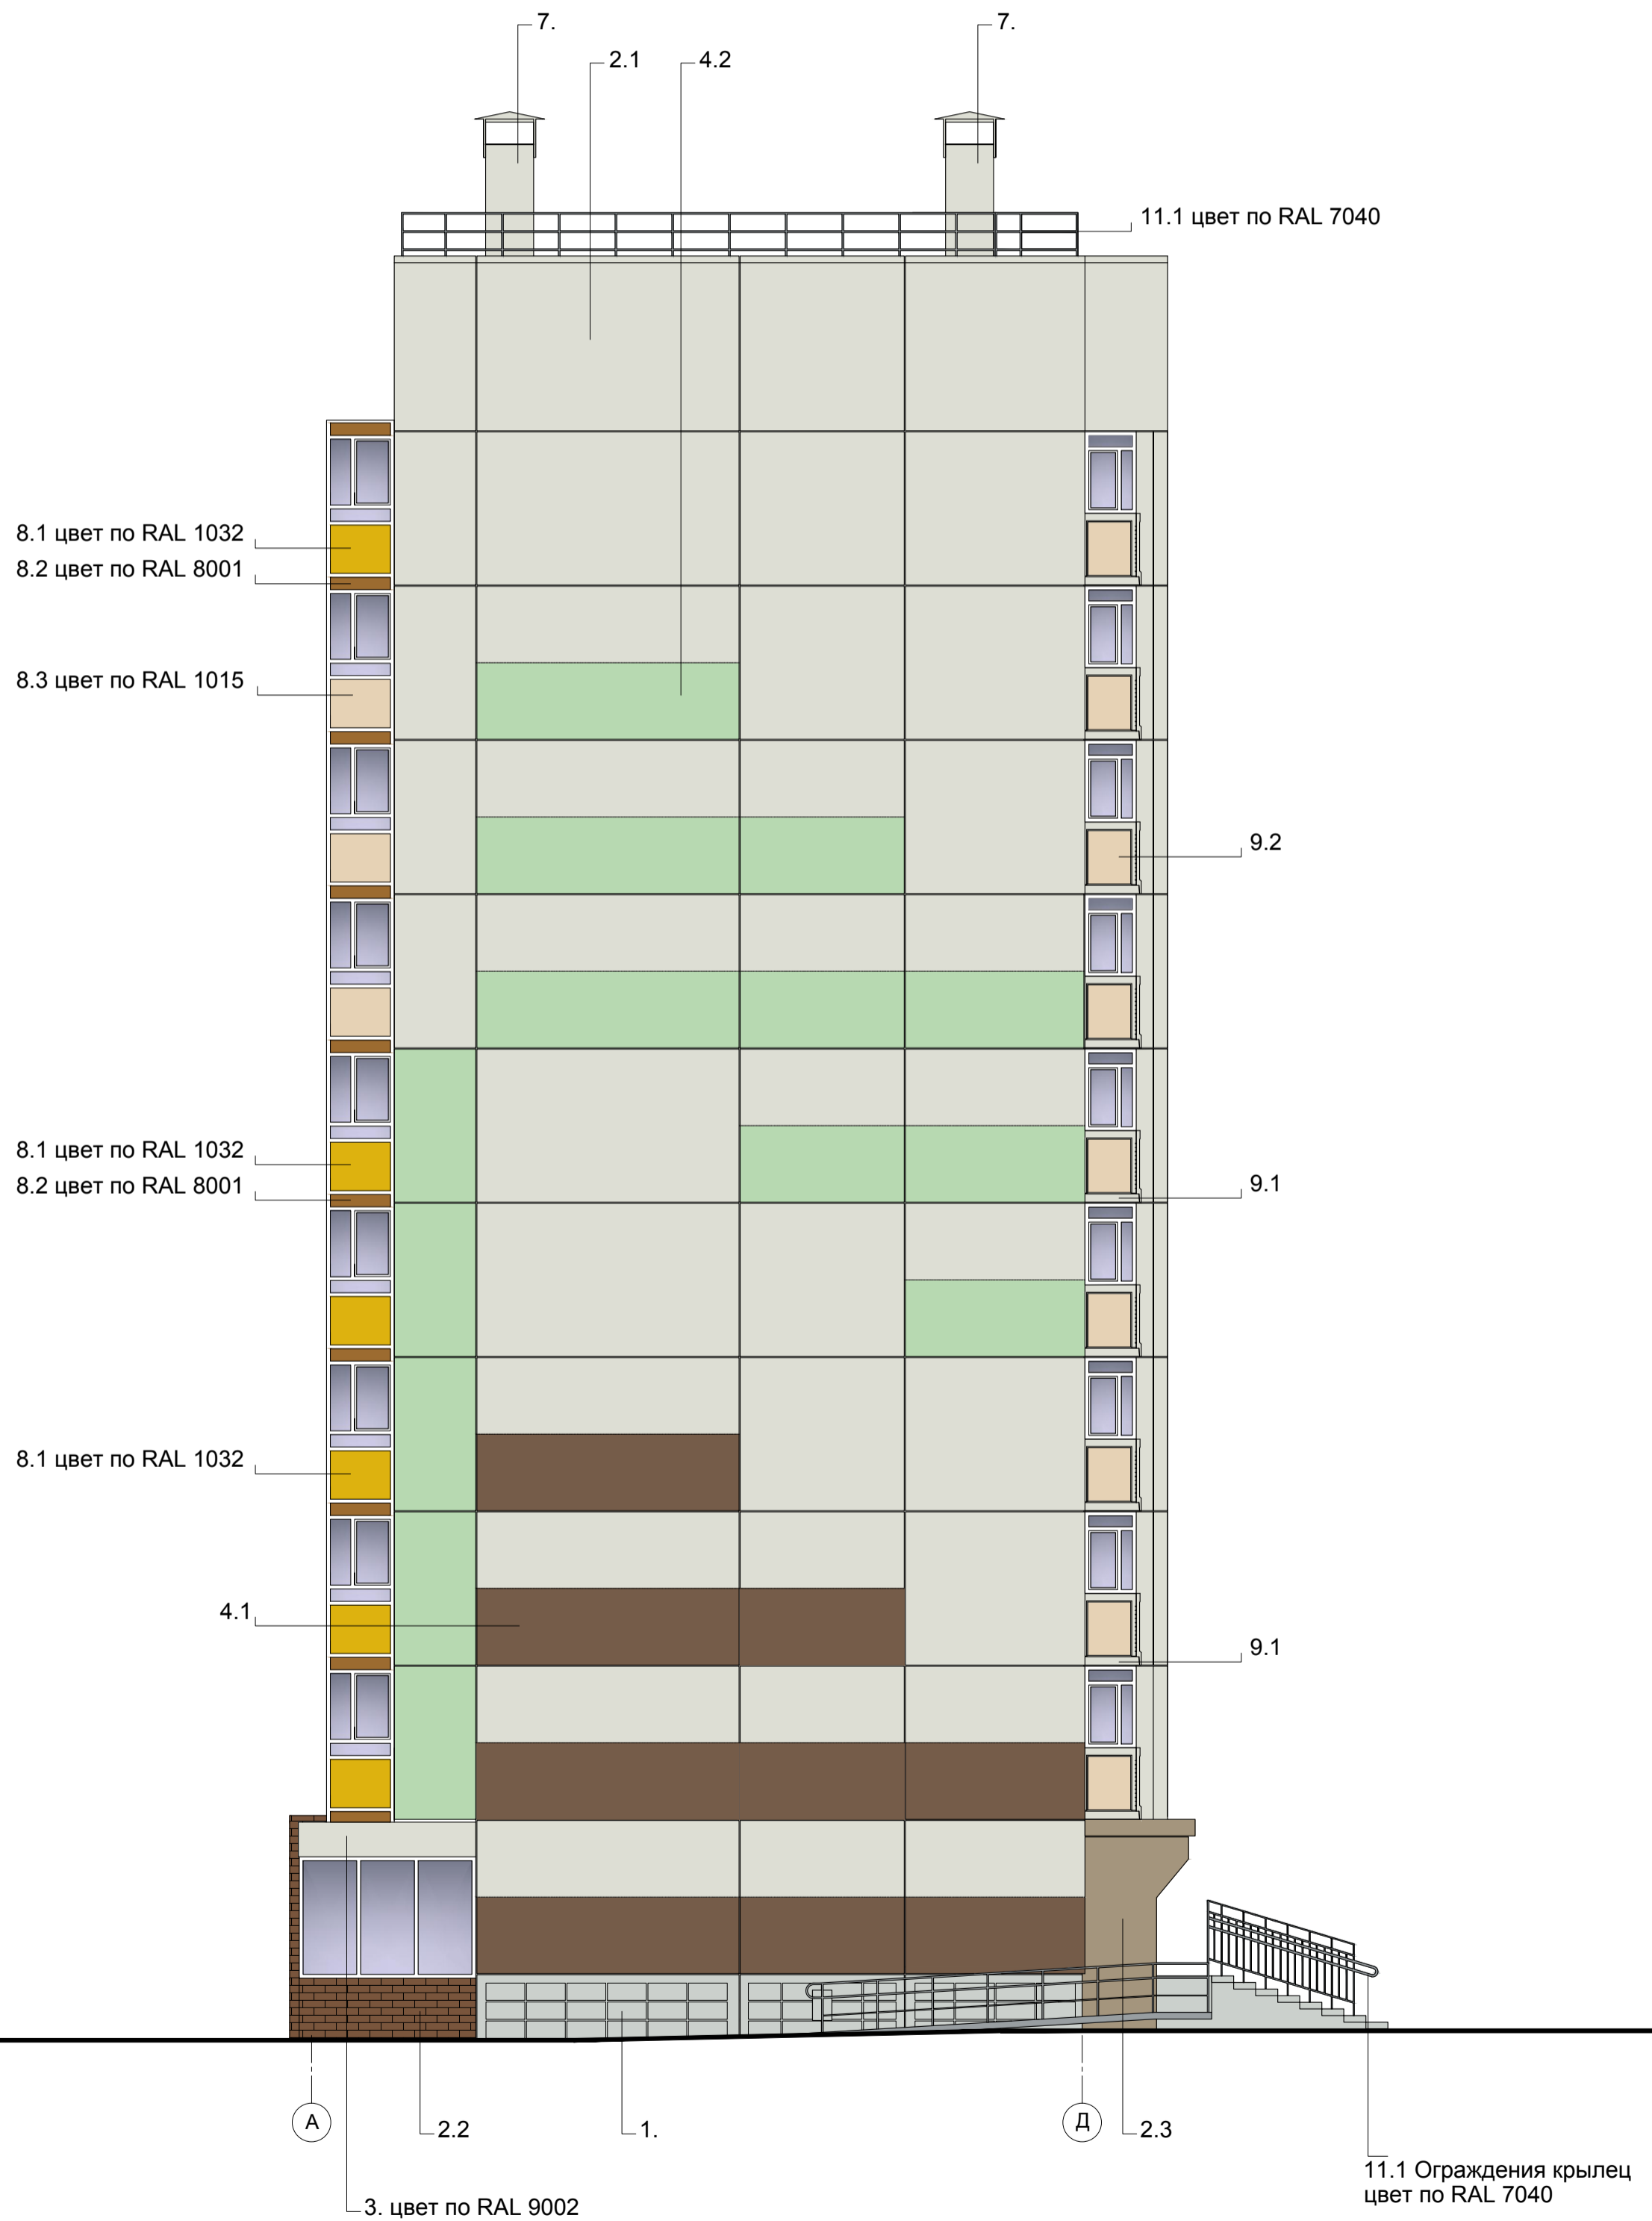 7.
7.
2.1
4.2
11.1 цвет по RAL 7040
8.1 цвет по RAL 1032
8.2 цвет по RAL 8001
8.3 цвет по RAL 1015
9.2
8.1 цвет по RAL 1032
8.2 цвет по RAL 8001
9.1
8.1 цвет по RAL 1032
4.1
9.1
А
2.2
1.
Д
2.3
11.1 Ограждения крылец
цвет по RAL 7040
3. цвет по RAL 9002